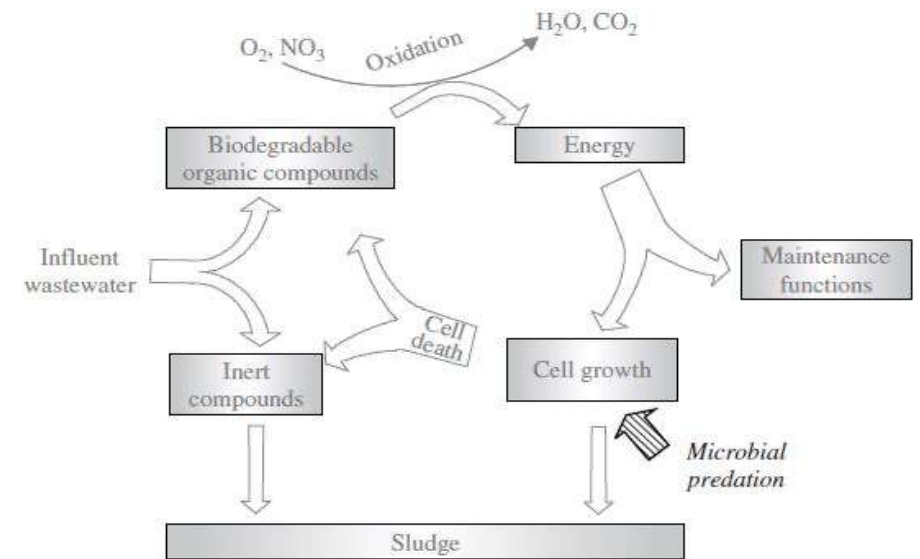 H₂O, CO₂
O₂, NO₃
Oxidation
Biodegradable
organic compounds
Energy
Influent
wastewater
Maintenance
functions
Cell
death
Inert
compounds
Cell growth
Microbial
predation
Sludge